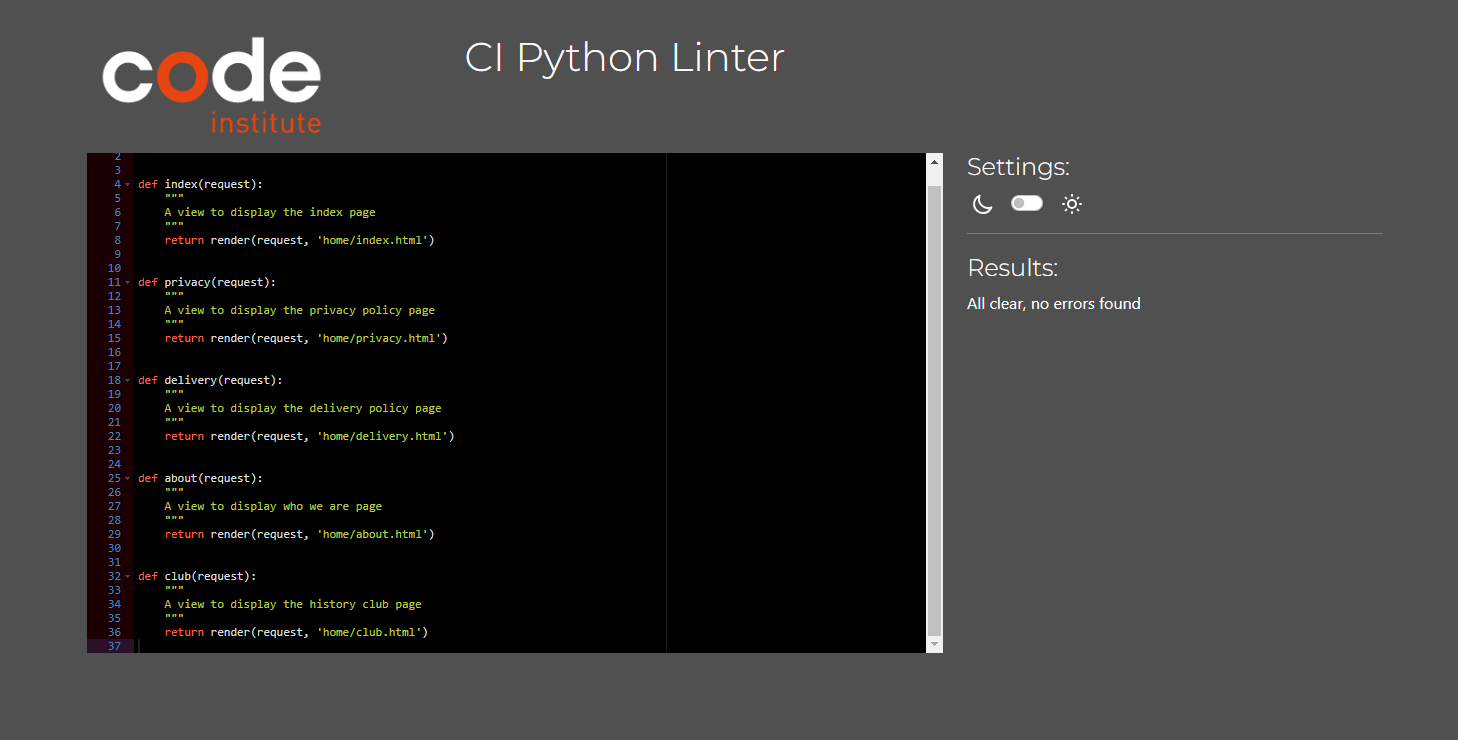 code
institute
CI Python Linter
2
3
4 def index(request):
5 """
6 A view to display the index page
7 """
8 return render(request, 'home/index.html')
9
10
11 def privacy(request):
12 """
13 A view to display the privacy policy page
14 """
15 return render(request, 'home/privacy.html')
16
17
18 def delivery(request):
19 """
20 A view to display the delivery policy page
21 """
22 return render(request, 'home/delivery.html')
23
24
25 def about(request):
26 """
27 A view to display who we are page
28 """
29 return render(request, 'home/about.html')
30
31
32 def club(request):
33 """
34 A view to display the history club page
35 """
36 return render(request, 'home/club.html')
37
Settings:
Results:
All clear, no errors found